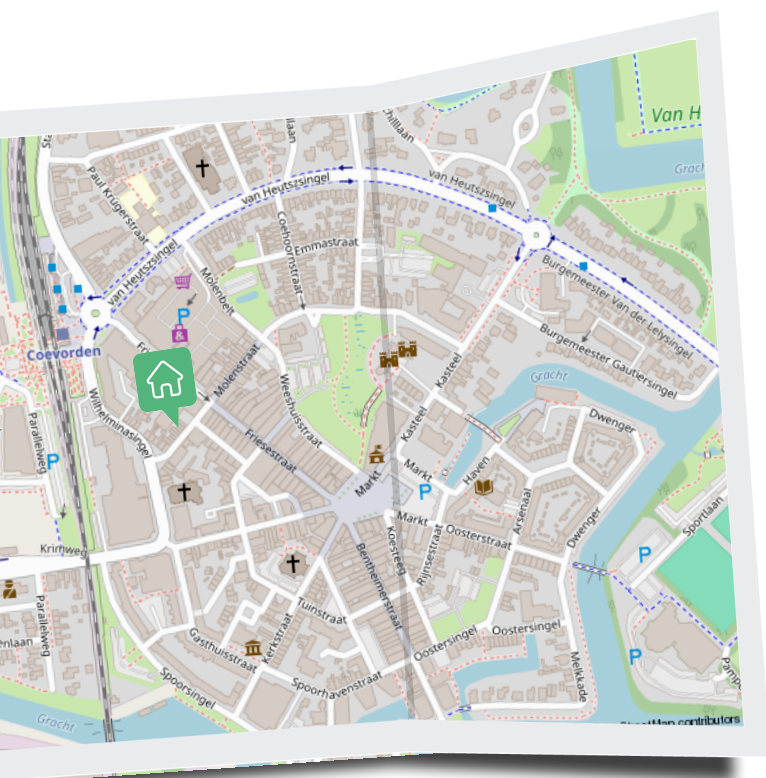 Van H
Gracht
van Heutszsingel
van Heutszsingel
Paul Krugerstraat
Coehoornstraat
Emmastraat
van Heutszsingel
Molenbelt
Burgemeester Van der Lelysingel
P
Burgemeester Gautiersingel
Coevorden
Molenstraat
Kasteel
Gracht
Wilhelminasingel
Weeshuisstraat
Dwenger
Kasteel
Parallelweg
Friesestraat
P
Markt
Markt
Haven
P
Arsenaal
Sportlaan
Markt
Oosterstraat
Dwenger
Koesteeg
P
Krimweg
Rijnsestraat
Bentheimerstraat
Parallelweg
Tuinstraat
Kerkstraat
Gasthuisstraat
Oostersingel
Oostersingel
P
Melkkade
Spoorsingel
Spoorhavenstraat
Gracht